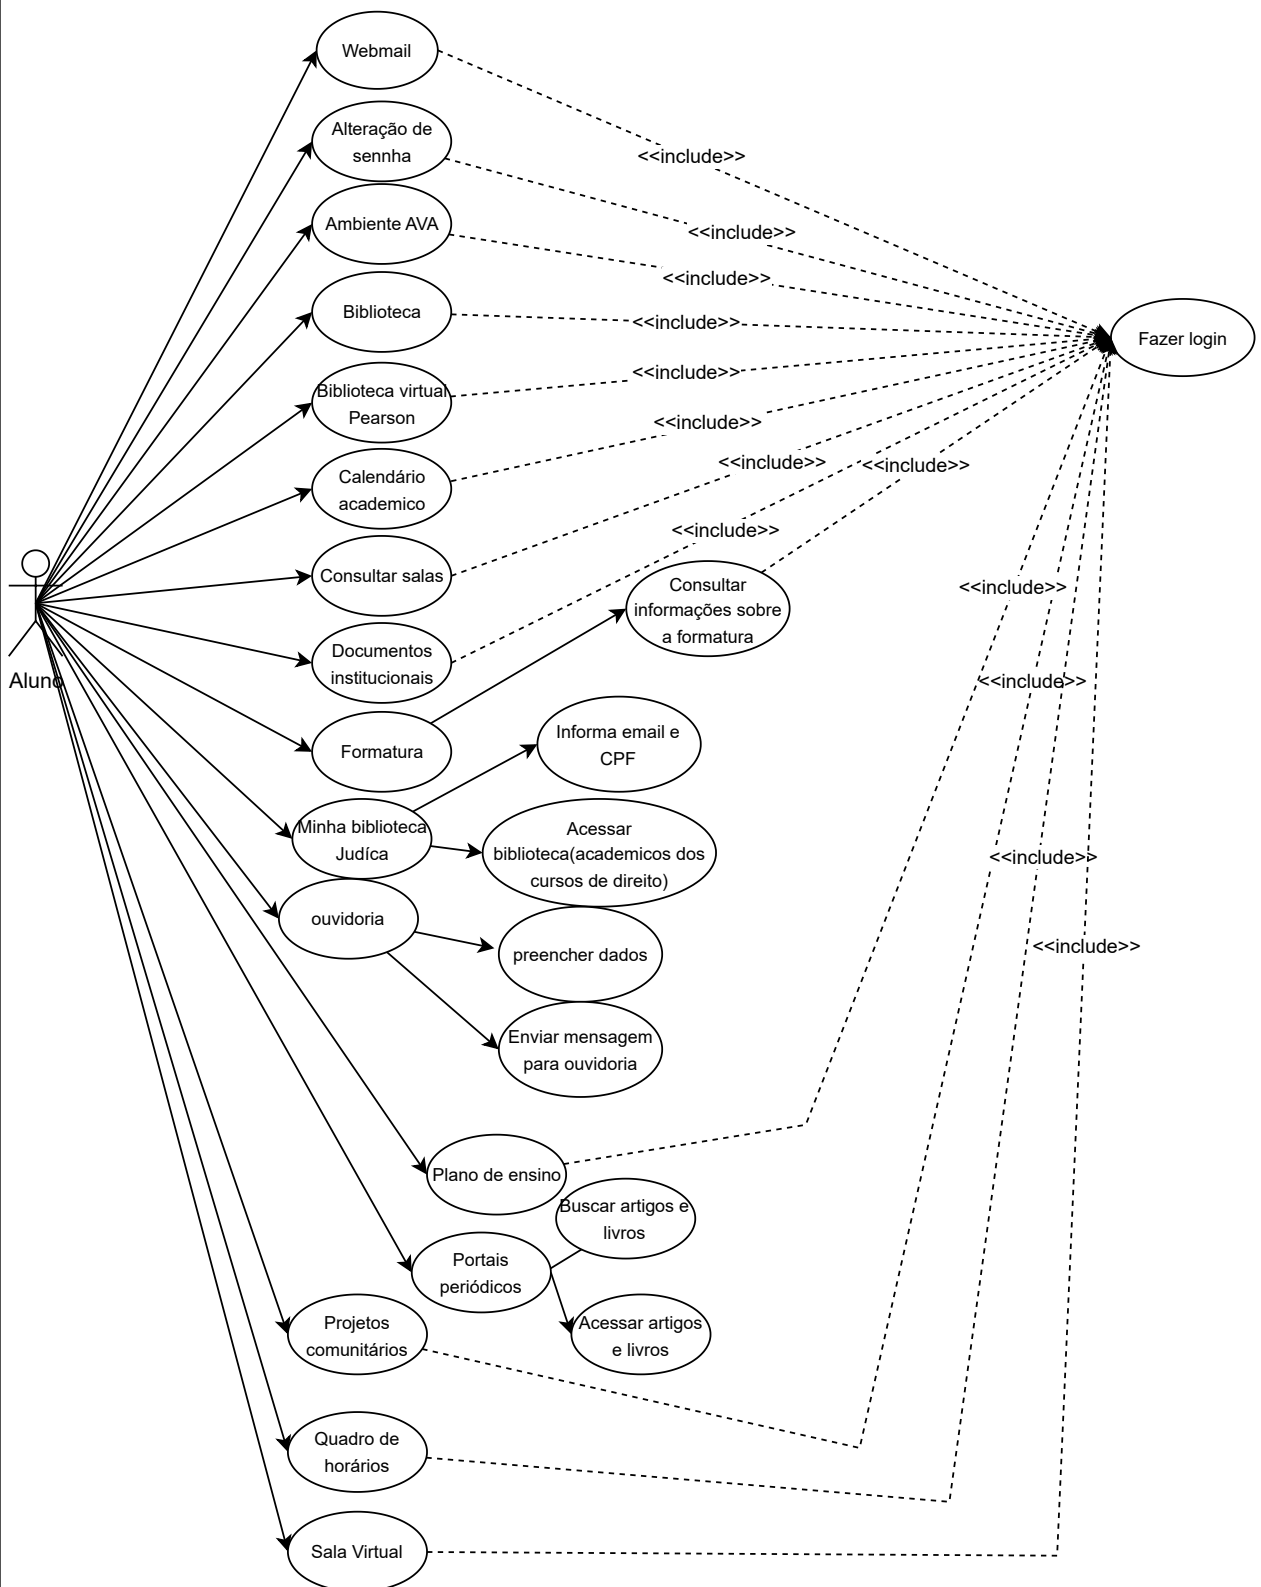 Webmail
<<include>>
Alteração de
sennha
<<include>>
Ambiente AVA
<<include>>
Biblioteca
<<include>>
Fazer login
Biblioteca virtual
Pearson
<<include>>
Calendário
academico
<<include>>
<<include>>
<<include>>
Consultar salas
<<include>>
Consultar
informações sobre
a formatura
<<include>>
Documentos
institucionais
Aluno
<<include>>
Formatura
Informa email e
CPF
Minha biblioteca
Judíca
Acessar
biblioteca(academicos dos
cursos de direito)
<<include>>
ouvidoria
preencher dados
<<include>>
Enviar mensagem
para ouvidoria
Plano de ensino
Buscar artigos e
livros
Portais
periódicos
Acessar artigos
e livros
Projetos
comunitários
Quadro de
horários
Sala Virtual